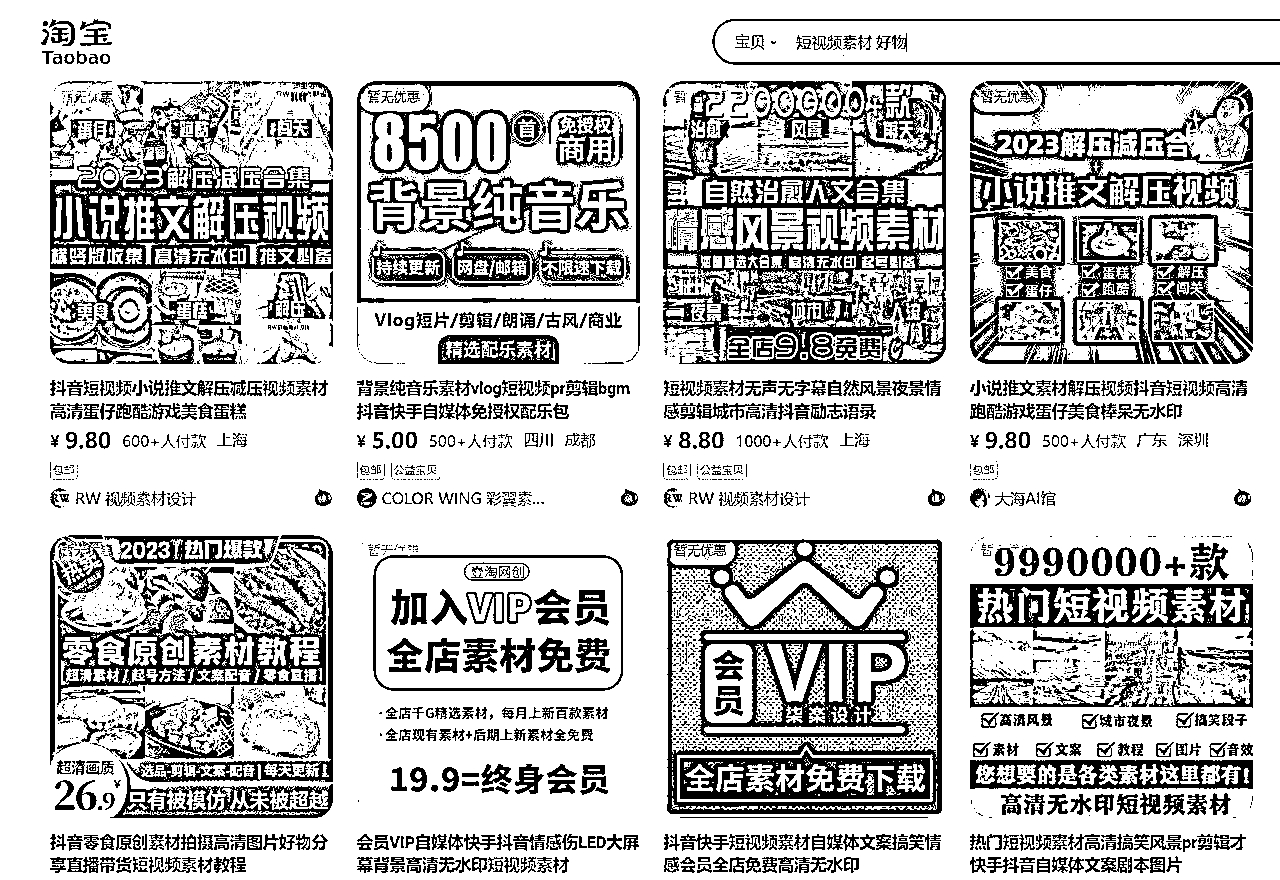 淘宝
Taobao
宝贝
短视频素材 好物
暂无优惠
蛋仔
闯天
2023解压减压合集
小说推文解压视频
横竖版收集 高清无水印 推文必备
美食
蛋糕
解压
抖音短视频小说推文解压减压视频素材
高清蛋仔跑酷游戏美食蛋糕
¥ 9.80 600+人付款 上海
包邮
RW 视频素材设计
暂无优惠
8500首
免授权
商用
背景纯音乐
持续更新 网盘/邮箱 不限速下载
Vlog短片/剪辑/朗诵/古风/商业
精选配乐素材
背景纯音乐素材vlog短视频pr剪辑bgm
抖音快手自媒体免授权配乐包
¥ 5.00 500+人付款 四川 成都
包邮 公益宝贝
COLOR WING 彩翼素...
治愈 风景 雨天
自然治愈人文合集
情感风景视频素材
夜景 城市
全店9.8免费
短视频素材无声无字幕自然风景夜景情
感剪辑城市高清抖音励志语录
¥ 8.80 1000+人付款 上海
包邮 公益宝贝
RW 视频素材设计
暂无优惠
2023解压减压合
小说推文解压视频
美食 蛋糕 解压
蛋仔 跑酷 闯关
小说推文素材解压视频抖音短视频高清
跑酷游戏蛋仔美食棒呆无水印
¥ 9.80 500+人付款 广东 深圳
包邮
大海AI馆
2023 热门爆款
零食原创素材教程
超清素材/起号方法/文案配音/零食直播
超清画质
选品·剪辑·文案·配音 每天更新
26.9¥
只有被模仿 从未被超越
抖音零食原创素材拍摄高清图片好物分
享直播带货短视频素材教程
暂无优惠
登淘网创
加入VIP会员
全店素材免费
·全店千G精选素材，每月上新百款素材
·全店现有素材+后期上新素材全免费
19.9=终身会员
会员VIP自媒体快手抖音情感伤LED大屏
幕背景高清无水印短视频素材
暂无优惠
会员
VIP
柒柒设计
全店素材免费下载
抖音快手短视频素材自媒体文案搞笑情
感会员全店免费高清无水印
9990000+款
热门短视频素材
高清风景 城市夜景 搞笑段子
素材 文案 教程 图片 音效
您想要的是各类素材这里都有!
高清无水印短视频素材
热门短视频素材高清搞笑风景pr剪辑才
快手抖音自媒体文案剧本图片